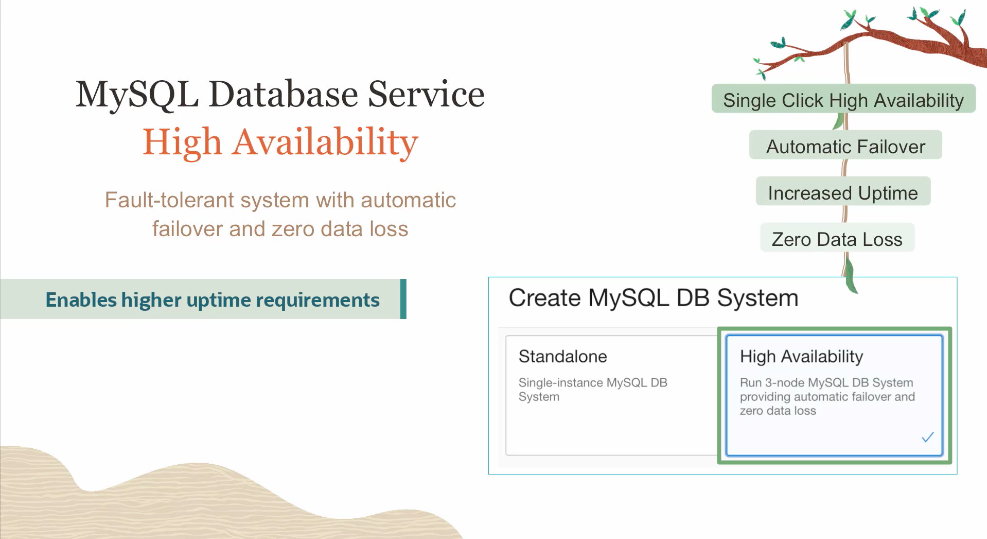 MySQL Database Service
High Availability
Fault-tolerant system with automatic
failover and zero data loss
Enables higher uptime requirements
Single Click High Availability
Automatic Failover
Increased Uptime
Zero Data Loss
Create MySQL DB System
Standalone
Single-instance MySQL DB
System
High Availability
Run 3-node MySQL DB System
providing automatic failover and
zero data loss